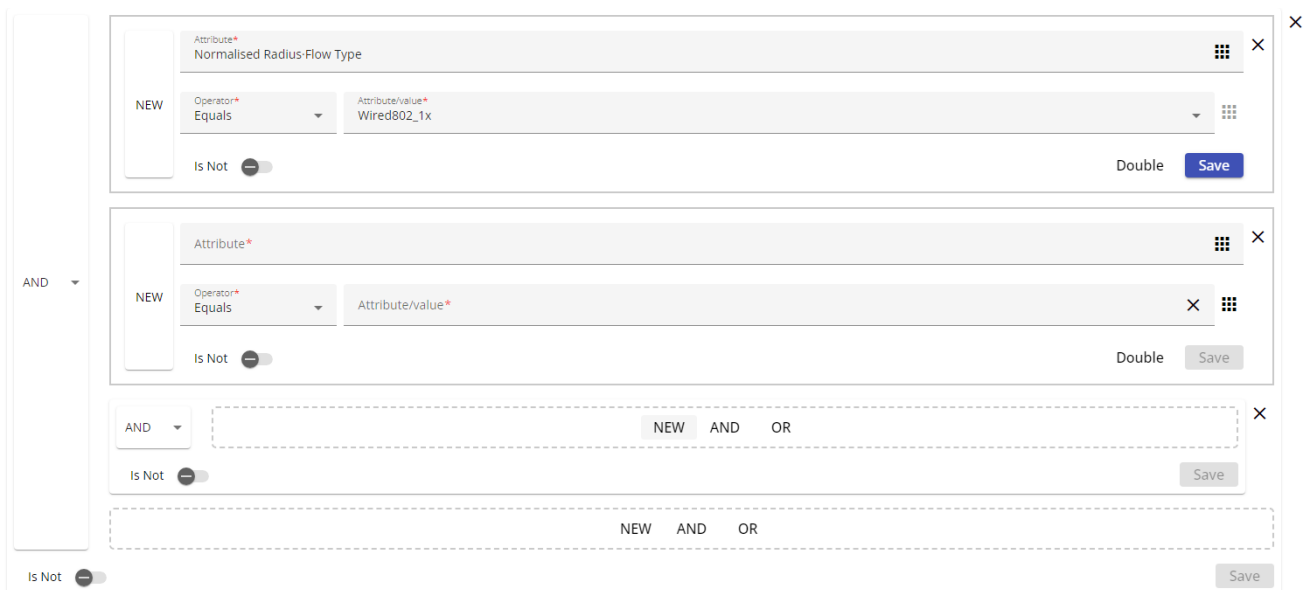 Attribute*
Normalised Radius·Flow Type
NEW
Operator*
Equals
Attribute/value*
Wired802_1x
Is Not
Double
Save
Attribute*
AND
NEW
Operator*
Equals
Attribute/value*
Is Not
Double
Save
AND
NEW AND OR
Is Not
Save
NEW AND OR
Is Not
Save